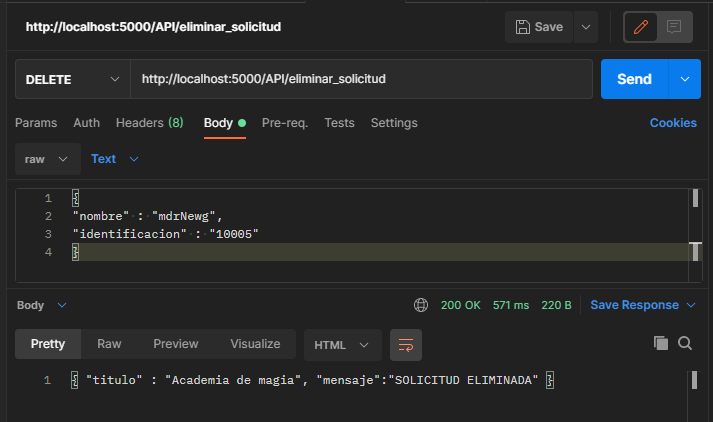 http://localhost:5000/API/eliminar_solicitud
Save
DELETE
http://localhost:5000/API/eliminar_solicitud
Send
Params Auth Headers (8) Body Pre-req. Tests Settings Cookies
raw Text
1 {
2 "nombre" : "mdrNewg",
3 "identificacion" : "10005"
4 }
Body 200 OK 571 ms 220 B Save Response
Pretty Raw Preview Visualize HTML
1 { "titulo" : "Academia de magia", "mensaje":"SOLICITUD ELIMINADA" }